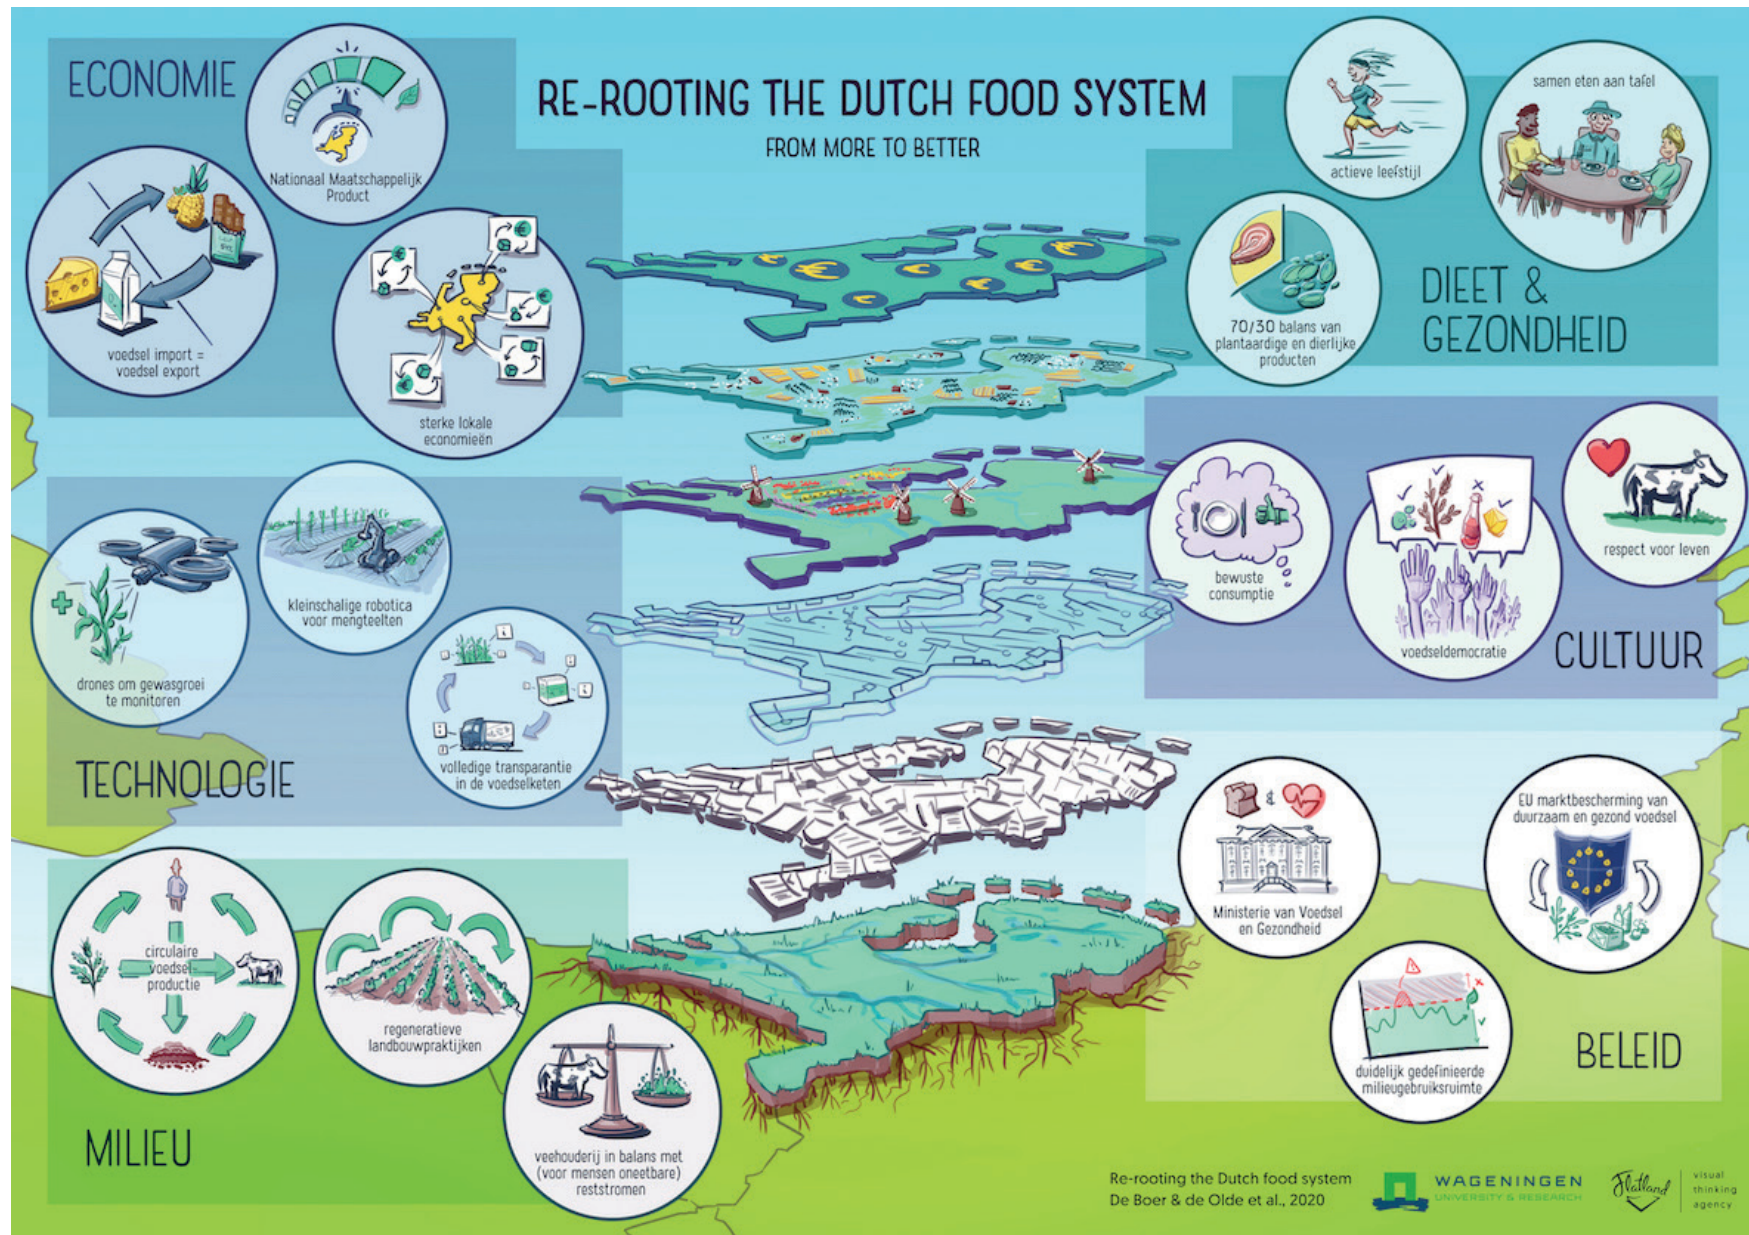 RE-ROOTING THE DUTCH FOOD SYSTEM
FROM MORE TO BETTER
ECONOMIE
Nationaal Maatschappelijk
Product
voedsel import =
voedsel export
sterke lokale
economieën
TECHNOLOGIE
drones om gewasgroei
te monitoren
kleinschalige robotica
voor mengteelten
volledige transparantie
in de voedselketen
MILIEU
circulaire
voedsel-
productie
regeneratieve
landbouwpraktijken
veehouderij in balans met
(voor mensen oneetbare)
reststromen
DIEET &
GEZONDHEID
actieve leefstijl
samen eten aan tafel
70/30 balans van
plantaardige en dierlijke
producten
CULTUUR
bewuste
consumptie
voedseldemocratie
respect voor leven
BELEID
&
Ministerie van Voedsel
en Gezondheid
EU marktbescherming van
duurzaam en gezond voedsel
duidelijk gedefinieerde
milieugebruiksruimte
Re-rooting the Dutch food system
De Boer & de Olde et al., 2020
WAGENINGEN
UNIVERSITY & RESEARCH
Flatland
visual
thinking
agency